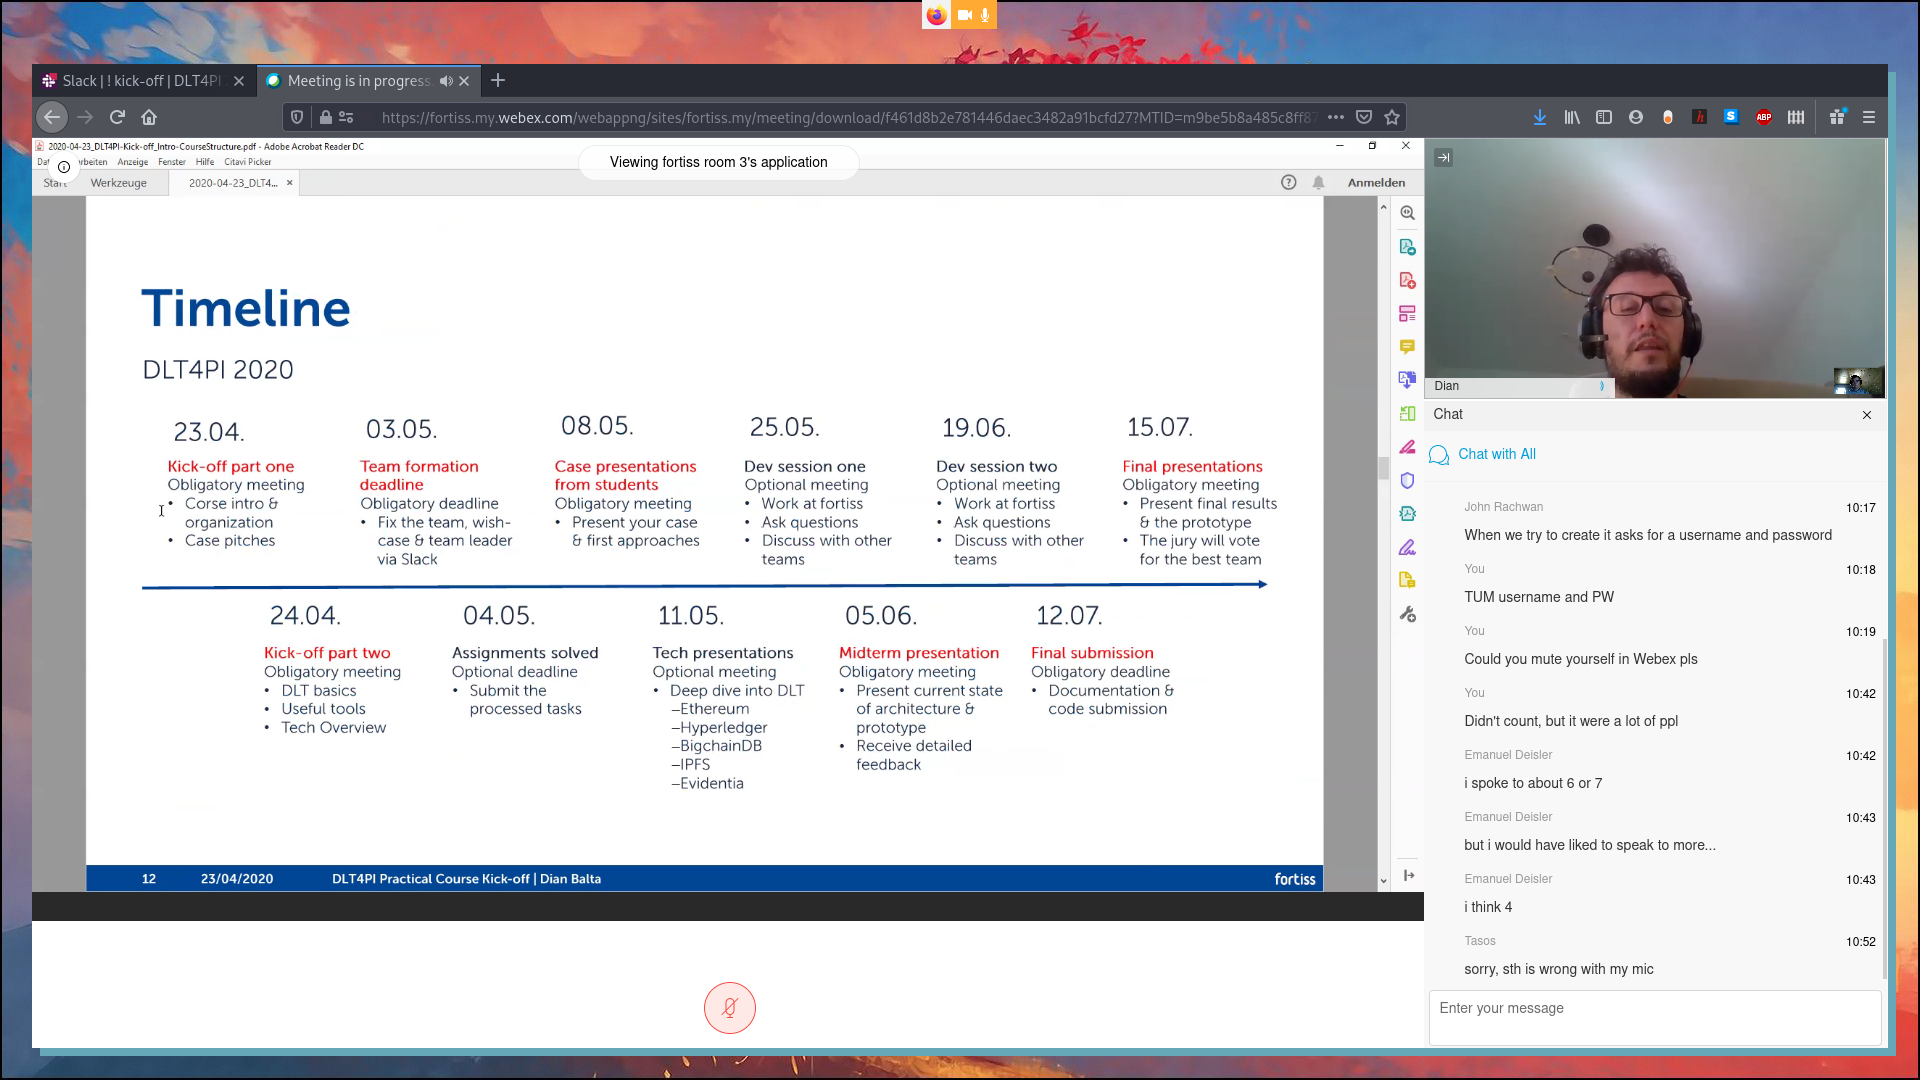 Slack | ! kick-off | DLT4PI
Meeting is in progress
https://fortiss.my.webex.com/webappng/sites/fortiss.my/meeting/download/f461d8b2e781446daec3482a91bcfd27?MTID=m9be5b8a485c8ff87
ABP
2020-04-23_DLT4PI-Kick-off_Intro-CourseStructure.pdf - Adobe Acrobat Reader DC
Anzeige Fenster Hilfe Citavi Picker
Viewing fortiss room 3's application
Start Werkzeuge 2020-04-23_DLT4... Anmelden
Timeline
DLT4PI 2020
23.04.
Kick-off part one
Obligatory meeting
• Corse intro &
organization
• Case pitches
03.05.
Team formation
deadline
Obligatory deadline
• Fix the team, wish-
case & team leader
via Slack
08.05.
Case presentations
from students
Obligatory meeting
• Present your case
& first approaches
25.05.
Dev session one
Optional meeting
• Work at fortiss
• Ask questions
• Discuss with other
teams
19.06.
Dev session two
Optional meeting
• Work at fortiss
• Ask questions
• Discuss with other
teams
15.07.
Final presentations
Obligatory meeting
• Present final results
& the prototype
• The jury will vote
for the best team
24.04.
Kick-off part two
Obligatory meeting
• DLT basics
• Useful tools
• Tech Overview
04.05.
Assignments solved
Optional deadline
• Submit the
processed tasks
11.05.
Tech presentations
Optional meeting
• Deep dive into DLT
–Ethereum
–Hyperledger
–BigchainDB
–IPFS
–Evidentia
05.06.
Midterm presentation
Obligatory meeting
• Present current state
of architecture &
prototype
• Receive detailed
feedback
12.07.
Final submission
Obligatory deadline
• Documentation &
code submission
12 23/04/2020 DLT4PI Practical Course Kick-off | Dian Balta fortiss
Dian
Chat
Chat with All
John Rachwan 10:17
When we try to create it asks for a username and password
You 10:18
TUM username and PW
You 10:19
Could you mute yourself in Webex pls
You 10:42
Didn't count, but it were a lot of ppl
Emanuel Deisler 10:42
i spoke to about 6 or 7
Emanuel Deisler 10:43
but i would have liked to speak to more...
Emanuel Deisler 10:43
i think 4
Tasos 10:52
sorry, sth is wrong with my mic
Enter your message